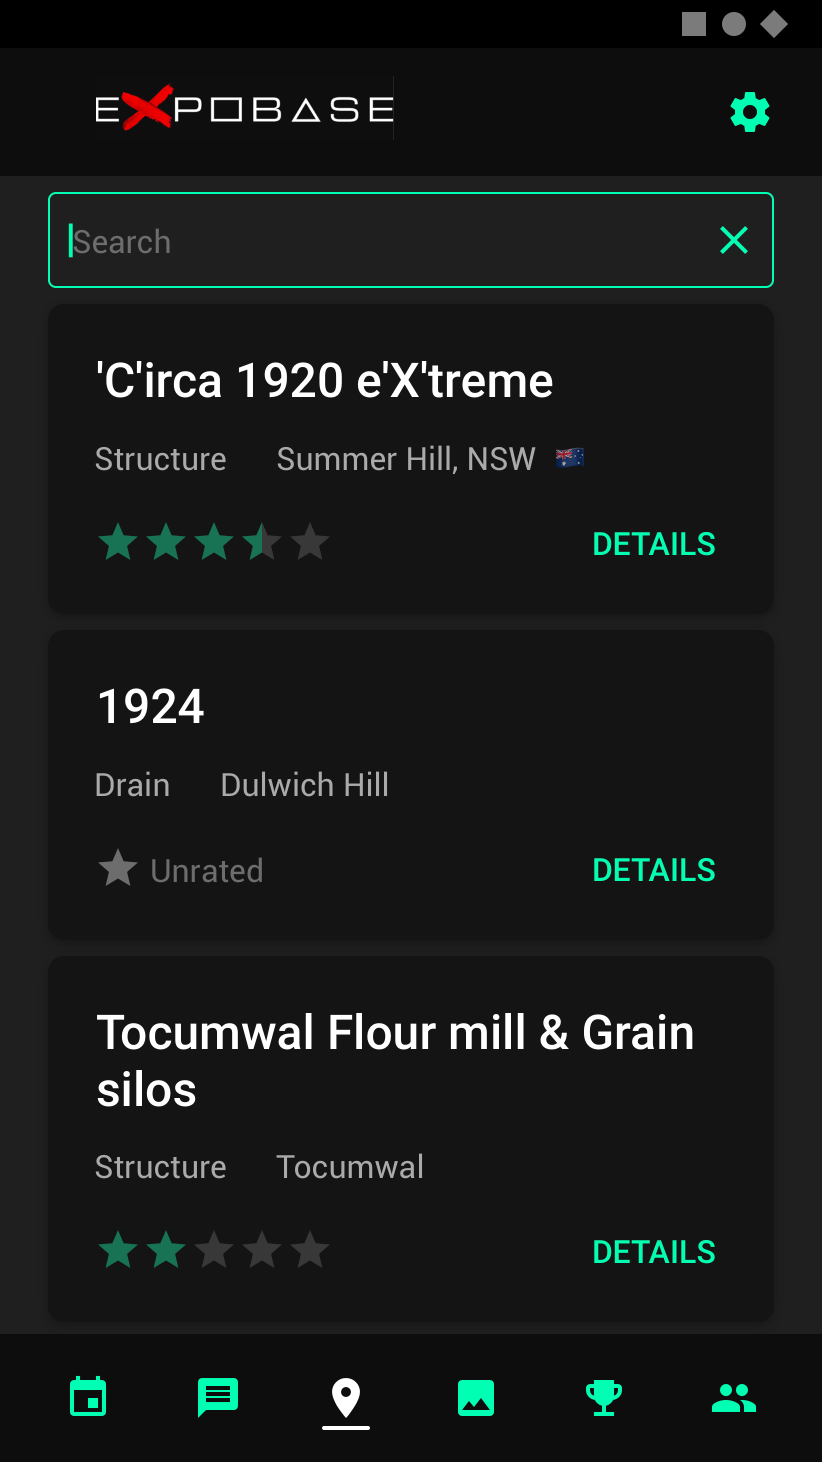 EXPOBASE
Search
'C'irca 1920 e'X'treme
Structure Summer Hill, NSW 🇦🇺
DETAILS
1924
Drain Dulwich Hill
Unrated DETAILS
Tocumwal Flour mill & Grain
silos
Structure Tocumwal
DETAILS